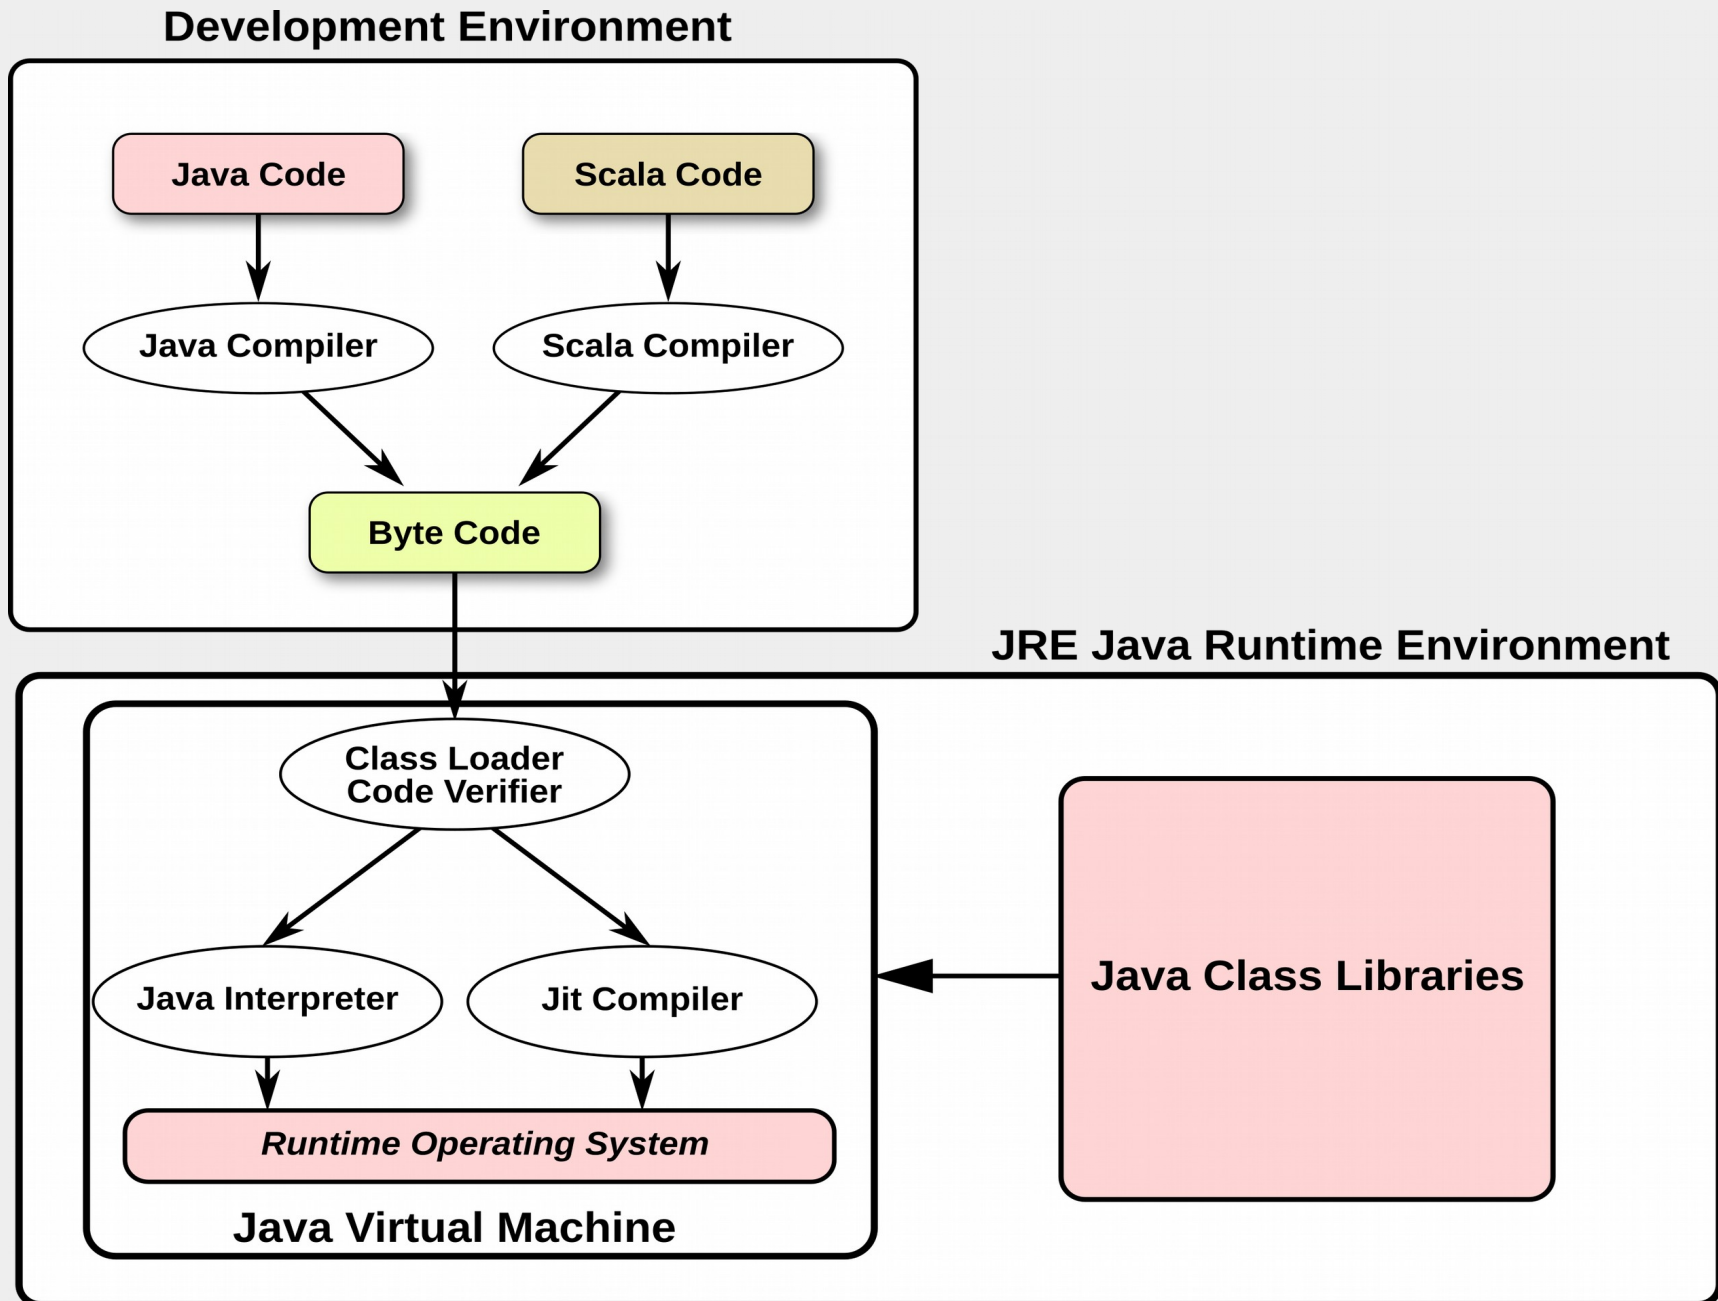 Development Environment
Java Code
Scala Code
Java Compiler
Scala Compiler
Byte Code
JRE Java Runtime Environment
Class Loader
Code Verifier
Java Interpreter
Jit Compiler
Java Class Libraries
Runtime Operating System
Java Virtual Machine